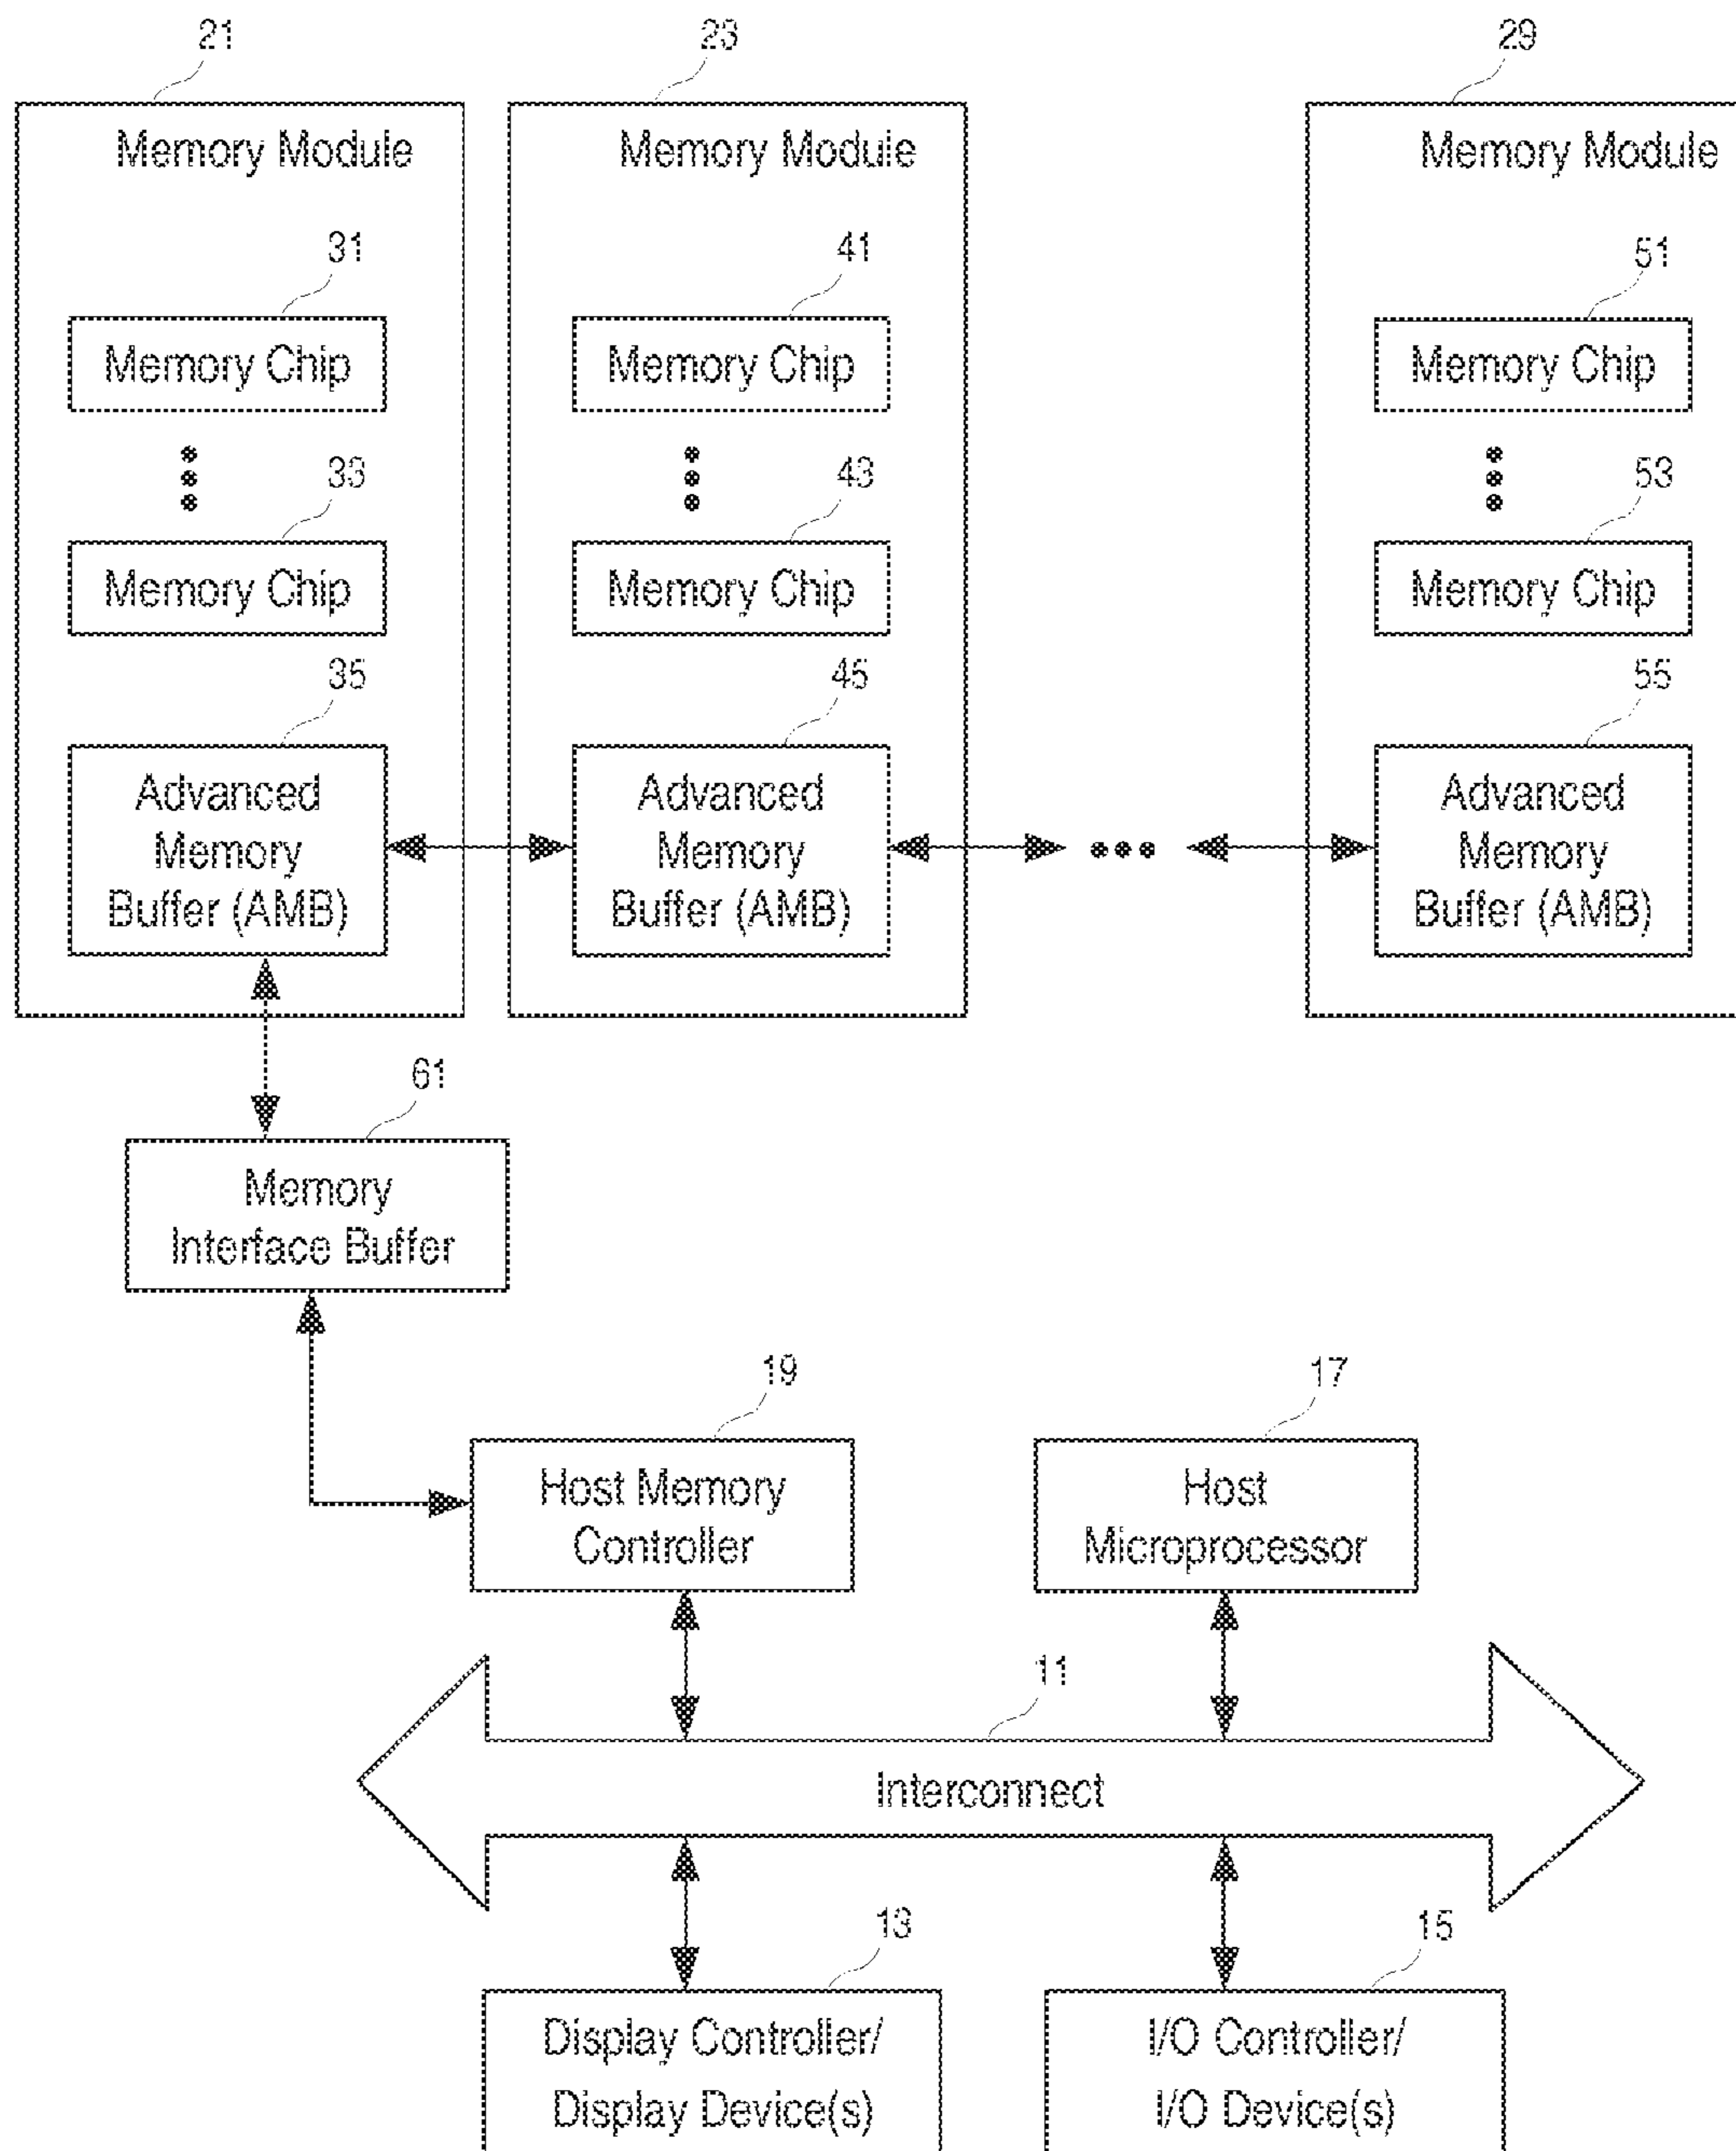 21
23
29
Memory Module
Memory Module
Memory Module
31
41
51
Memory Chip
Memory Chip
Memory Chip
33
43
53
Memory Chip
Memory Chip
Memory Chip
35
45
55
Advanced
Memory
Buffer (AMB)
Advanced
Memory
Buffer (AMB)
Advanced
Memory
Buffer (AMB)
61
Memory
Interface Buffer
19
17
Host Memory
Controller
Host
Microprocessor
11
Interconnect
13
15
Display Controller/
Display Device(s)
I/O Controller/
I/O Device(s)